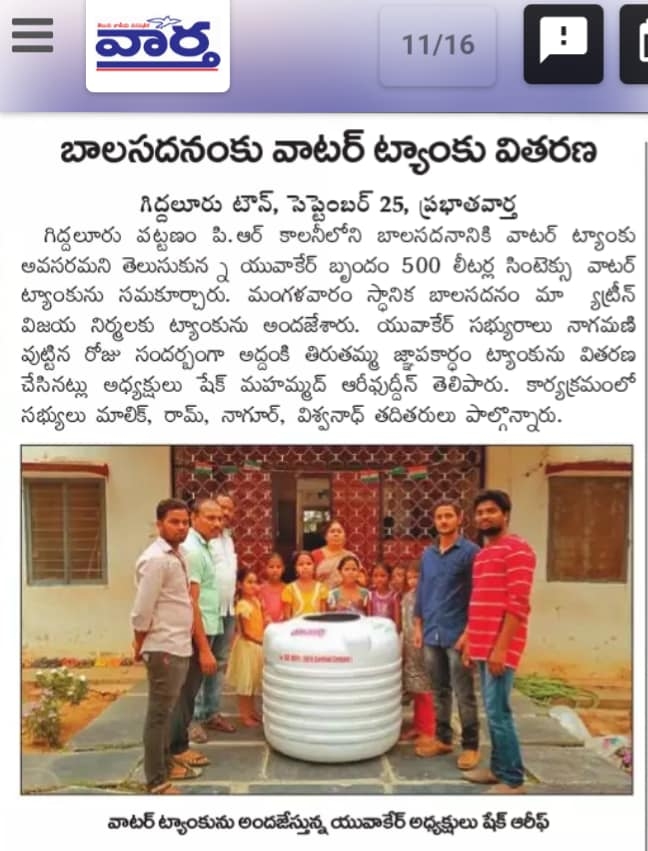 వార్త
11/16
బాలసదనంకు వాటర్ ట్యాంకు వితరణ
గిద్దలూరు టౌన్, సెప్టెంబర్ 25, ప్రభాతవార్త
గిద్దలూరు వట్టణం పి.ఆర్ కాలనీలోని బాలసదనానికి వాటర్ ట్యాంకు
అవసరమని తెలుసుకున్న యువాకేర్ బృందం 500 లీటర్ల సింటెక్సు వాటర్
ట్యాంకును సమకూర్చారు. మంగళవారం స్థానిక బాలసదనం మా
విజయ నిర్మలకు ట్యాంకును అందజేశారు. యువాకేర్ సభ్యురాలు నాగమణి
వుట్టిన రోజు సందర్భంగా అద్దంకి తిరుతమ్మ జ్ఞాపకార్ధం ట్యాంకును వితరణ
చేసినట్లు అధ్యక్షులు షేక్ మహమ్మద్ ఆరీఫుద్దీన్ తెలిపారు. కార్యక్రమంలో
సభ్యులు మాలిక్, రామ్, నాగూర్, విశ్వనాధ్ తదితరులు పాల్గొన్నారు.
వాటర్ ట్యాంకును అందజేస్తున్న యువాకేర్ అధ్యక్షులు షేక్ ఆరీఫ్